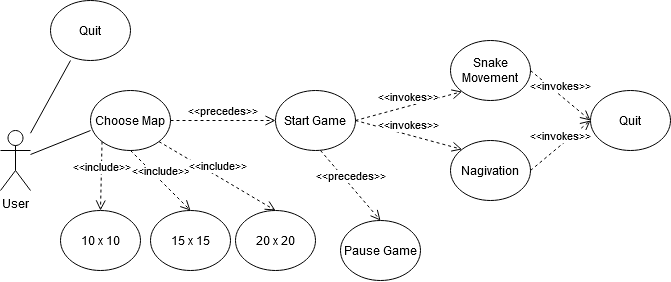 Quit
Snake
Movement
<<invokes>>
<<invokes>>
Choose Map
<<precedes>>
Start Game
Quit
<<invokes>>
<<invokes>>
<<include>>
<<include>>
<<include>>
<<precedes>>
Nagivation
User
10 x 10
15 x 15
20 x 20
Pause Game